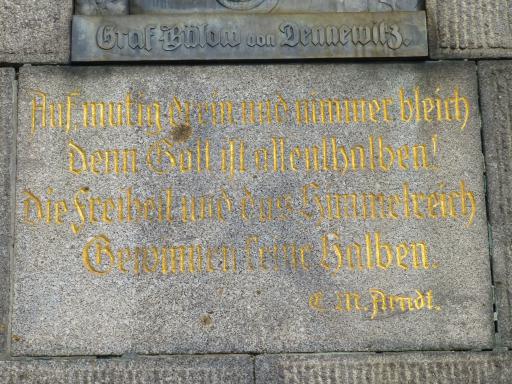 Graf Bülow von Dennewitz.
Auf, mutig drein und nimmer bleich
Denn Gott ist allenthalben!
Die Freiheit und das Himmelreich
Gewinnen keine Halben.
E. M. Arndt.